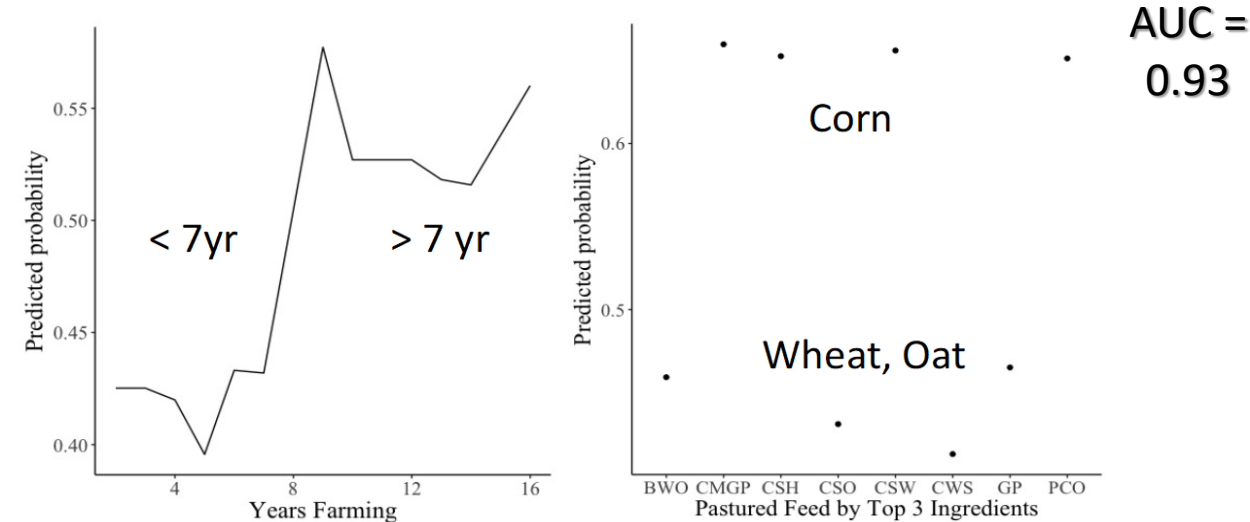 AUC =
0.93
Predicted probability
0.55
0.50
0.45
0.40
< 7yr
> 7 yr
4 8 12 16
Years Farming
Predicted probability
0.6
0.5
Corn
Wheat, Oat
BWO CMGP CSH CSO CSW CWS GP PCO
Pastured Feed by Top 3 Ingredients